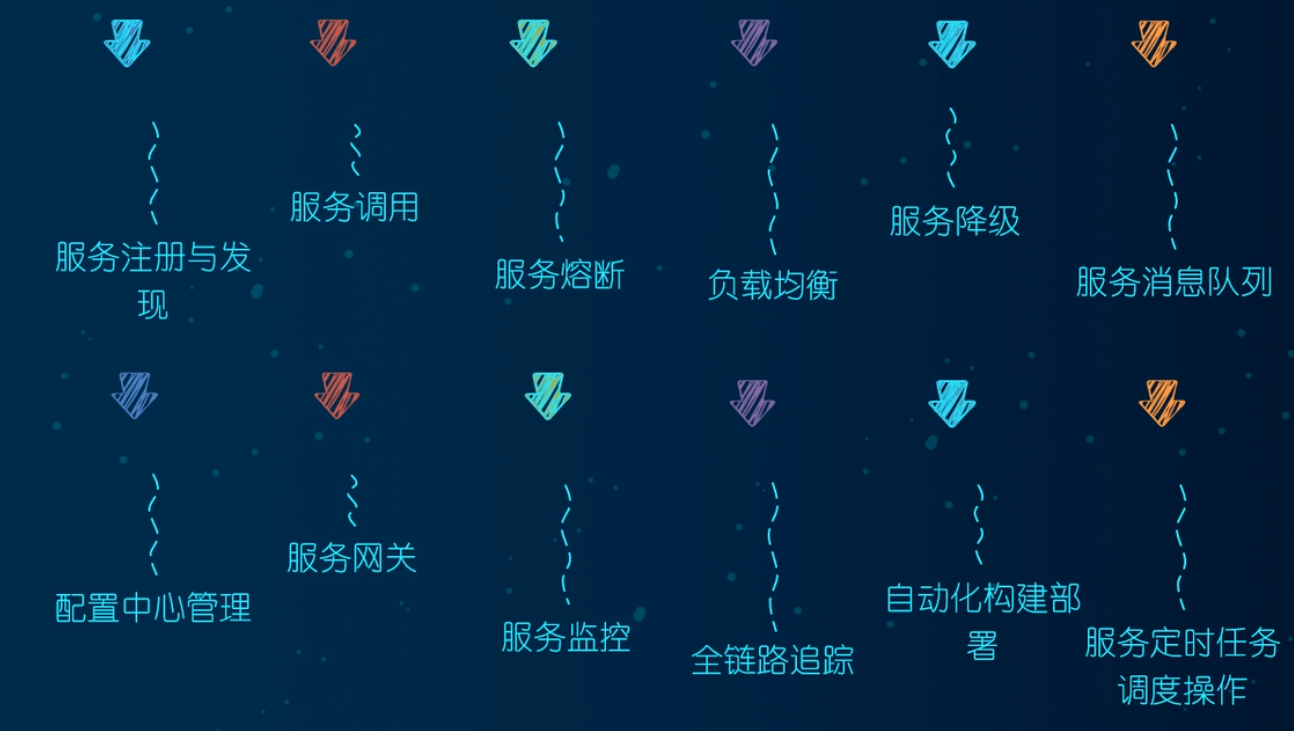 服务注册与发
现
服务调用
服务熔断
负载均衡
服务降级
服务消息队列
配置中心管理
服务网关
服务监控
全链路追踪
自动化构建部
署
服务定时任务
调度操作